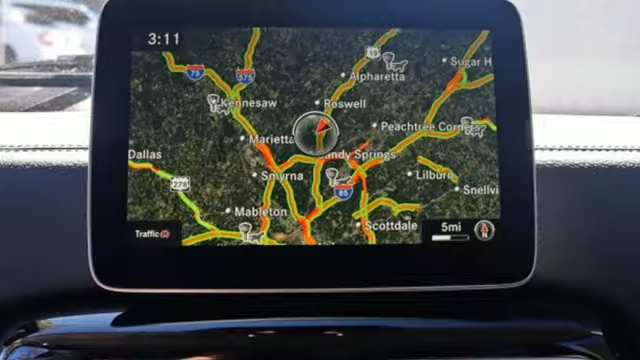 3:11
19
Sugar H
75
575
Alpharetta
Kennesaw
Roswell
Marietta
Peachtree Corners
Dallas
andy Springs
Smyrna
Lilburn
278
85
Snellvi
Mableton
Scottdale
5mi
Traffic
N